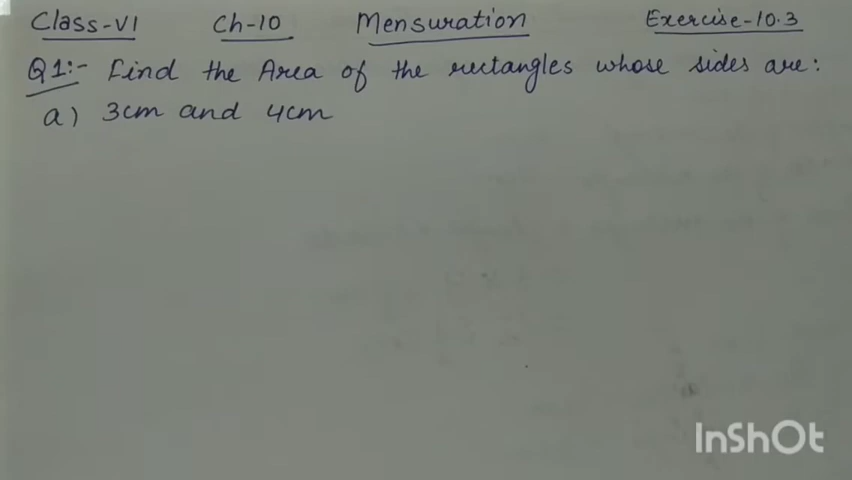 Class-VI Ch-10 Mensuration Exercise-10.3
Q1:- Find the Area of the rectangles whose sides are:
a) 3cm and 4cm
InShOt